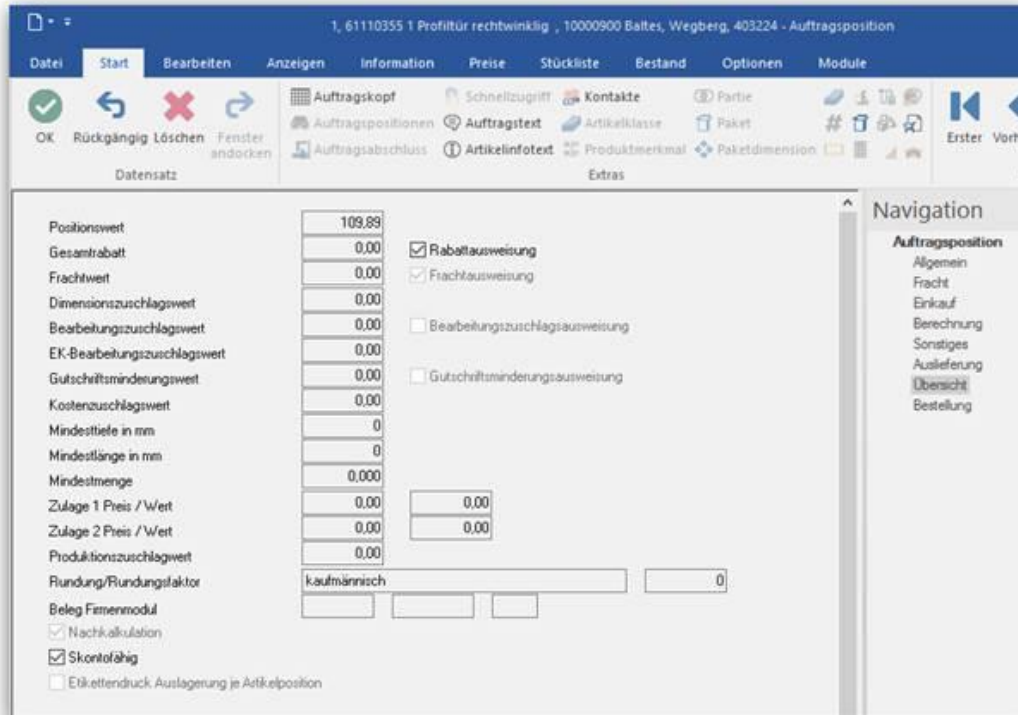 1, 61110355 1 Profiltür rechtwinklig , 10000900 Baltes, Wegberg, 403224 - Auftragsposition
Datei Start Bearbeiten Anzeigen Information Preise Stückliste Bestand Optionen Module
OK Rückgängig Löschen Fenster andocken
Datensatz
Auftragskopf Schnellzugriff Kontakte Partie
Auftragspositionen Auftragstext Artikelklasse Paket
Auftragsabschluss Artikelinfotext Produktmerkmal Paketdimension
Extras
Erster Vorh
Positionswert 109,89
Gesamtrabatt 0,00 Rabattausweisung
Frachtwert 0,00 Frachtausweisung
Dimensionszuschlagswert 0,00
Bearbeitungszuschlagswert 0,00 Bearbeitungszuschlagsausweisung
EK-Bearbeitungszuschlagswert 0,00
Gutschriftsminderungswert 0,00 Gutschriftsminderungsausweisung
Kostenzuschlagswert 0,00
Mindesttiefe in mm 0
Mindestlänge in mm 0
Mindestmenge 0,000
Zulage 1 Preis / Wert 0,00 0,00
Zulage 2 Preis / Wert 0,00 0,00
Produktionszuschlagwert 0,00
Rundung/Rundungsfaktor kaufmännisch 0
Beleg Firmenmodul
Nachkalkulation
Skontofähig
Etikettendruck Auslagerung je Artikelposition
Navigation
Auftragsposition
Allgemein
Fracht
Einkauf
Berechnung
Sonstiges
Auslieferung
Übersicht
Bestellung